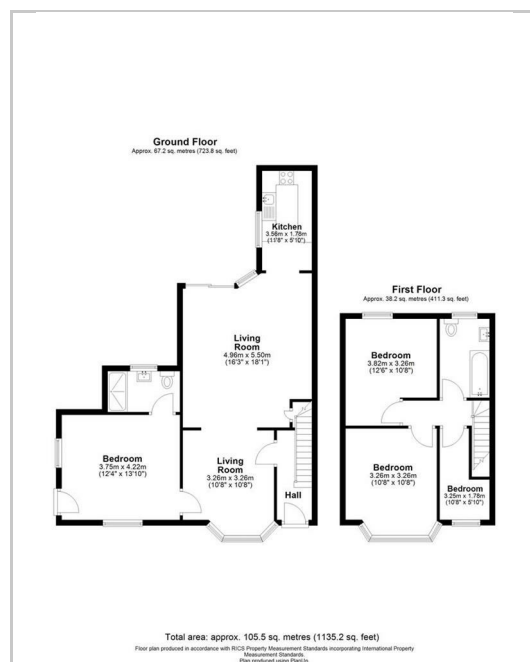 Ground Floor
Approx. 67.2 sq. metres (723.8 sq. feet)
Kitchen
3.56m x 1.78m
(11'8" x 5'10")
First Floor
Approx. 38.2 sq. metres (411.3 sq. feet)
Living
Room
4.96m x 5.50m
(16'3" x 18'1")
Bedroom
3.82m x 3.26m
(12'6" x 10'8")
Bedroom
3.75m x 4.22m
(12'4" x 13'10")
Living
Room
3.26m x 3.26m
(10'8" x 10'8")
Hall
Bedroom
3.26m x 3.26m
(10'8" x 10'8")
Bedroom
3.25m x 1.78m
(10'8" x 5'10")
Total area: approx. 105.5 sq. metres (1135.2 sq. feet)
Floor plan produced in accordance with RICS Property Measurement Standards incorporating International Property
Measurement Standards.
Plan produced using PlanUp.